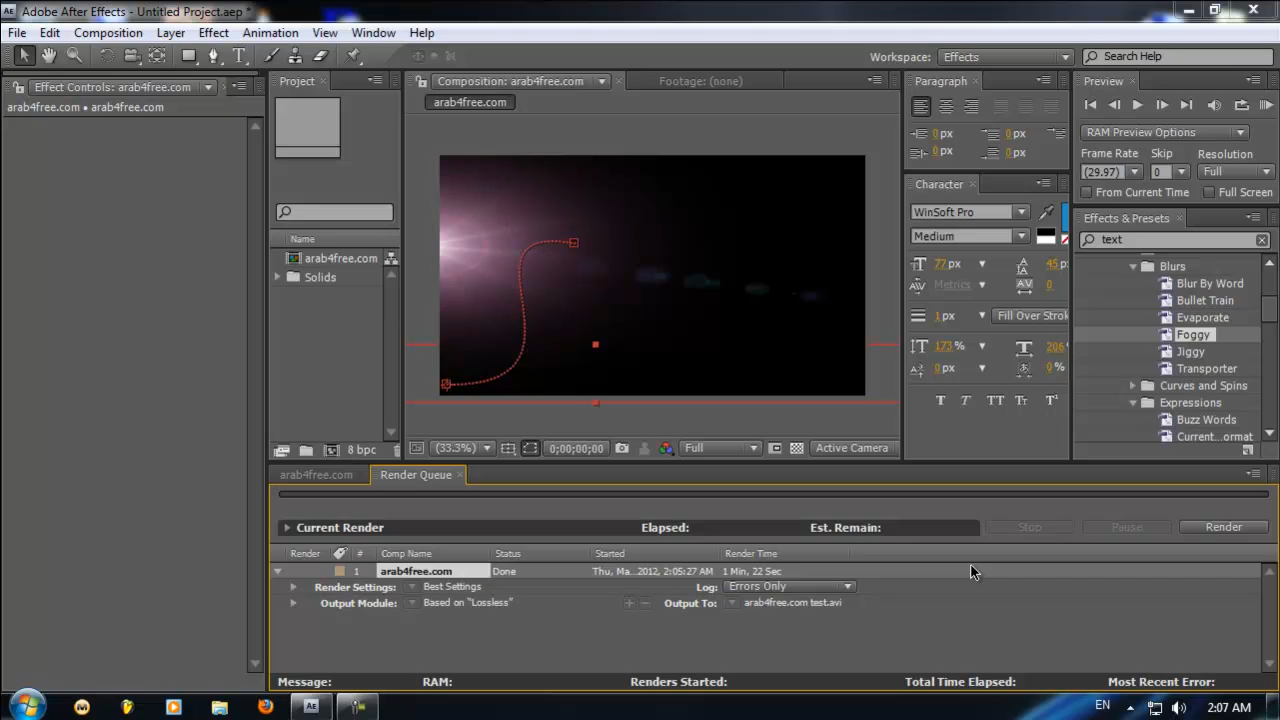 Adobe After Effects - Untitled Project.aep *
File Edit Composition Layer Effect Animation View Window Help
Workspace: Effects Search Help
Effect Controls: arab4free.com
arab4free.com • arab4free.com
Project
Name
arab4free.com
Solids
8 bpc
Composition: arab4free.com Footage: (none)
arab4free.com
(33.3%) 0;00;00;00 Full Active Camera
Paragraph
0 px 0 px
0 px 0 px
Character
WinSoft Pro
Medium
77 px 45 px
Metrics 0
1 px Fill Over Strok
173 % 206
0 px 0 %
T T TT Tт T¹
Preview
RAM Preview Options
Frame Rate Skip Resolution
(29.97) 0 Full
From Current Time Full Screen
Effects & Presets
text
Blurs
Blur By Word
Bullet Train
Evaporate
Foggy
Jiggy
Transporter
Curves and Spins
Expressions
Buzz Words
Current...ormat
arab4free.com Render Queue
Current Render Elapsed: Est. Remain: Stop Pause Render
Render # Comp Name Status Started Render Time
1 arab4free.com Done Thu, Ma...2012, 2:05:27 AM 1 Min, 22 Sec
Render Settings: Best Settings Log: Errors Only
Output Module: Based on "Lossless" + − Output To: arab4free.com test.avi
Message: RAM: Renders Started: Total Time Elapsed: Most Recent Error:
AE EN 2:07 AM